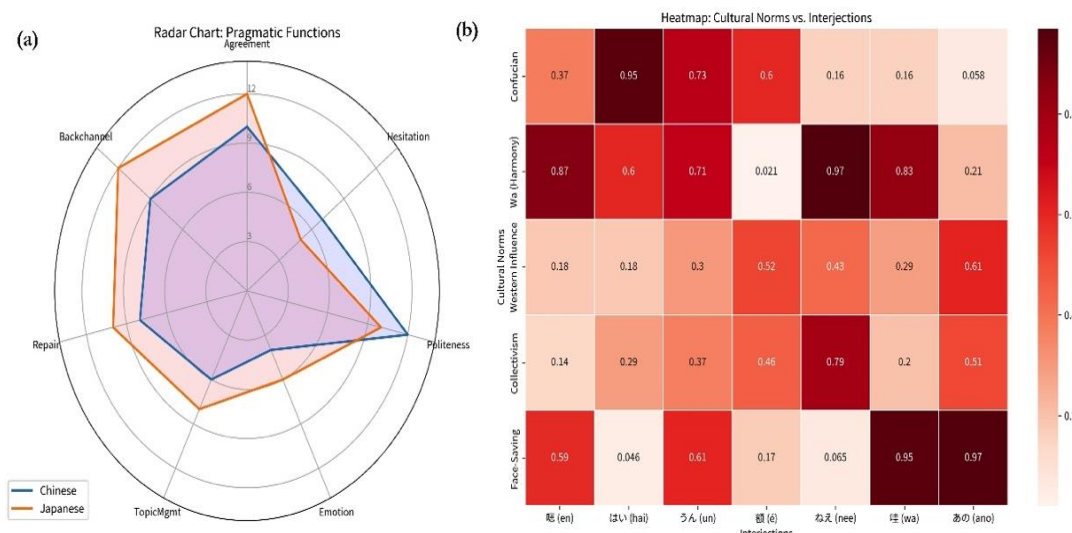 (a)
Radar Chart: Pragmatic Functions
Agreement
Hesitation
Politeness
Emotion
TopicMgmt
Repair
Backchannel
12
9
6
3
Chinese
Japanese
(b)
Heatmap: Cultural Norms vs. Interjections
Cultural Norms
Confucian
0.37 0.95 0.73 0.6 0.16 0.16 0.058
Wa (Harmony)
0.87 0.6 0.71 0.021 0.97 0.83 0.21
Western Influence
0.18 0.18 0.3 0.52 0.43 0.29 0.61
Collectivism
0.14 0.29 0.37 0.46 0.79 0.2 0.51
Face-Saving
0.59 0.046 0.61 0.17 0.065 0.95 0.97
嗯 (en) はい (hai) うん (un) 额 (é) ねえ (nee) 哇 (wa) あの (ano)